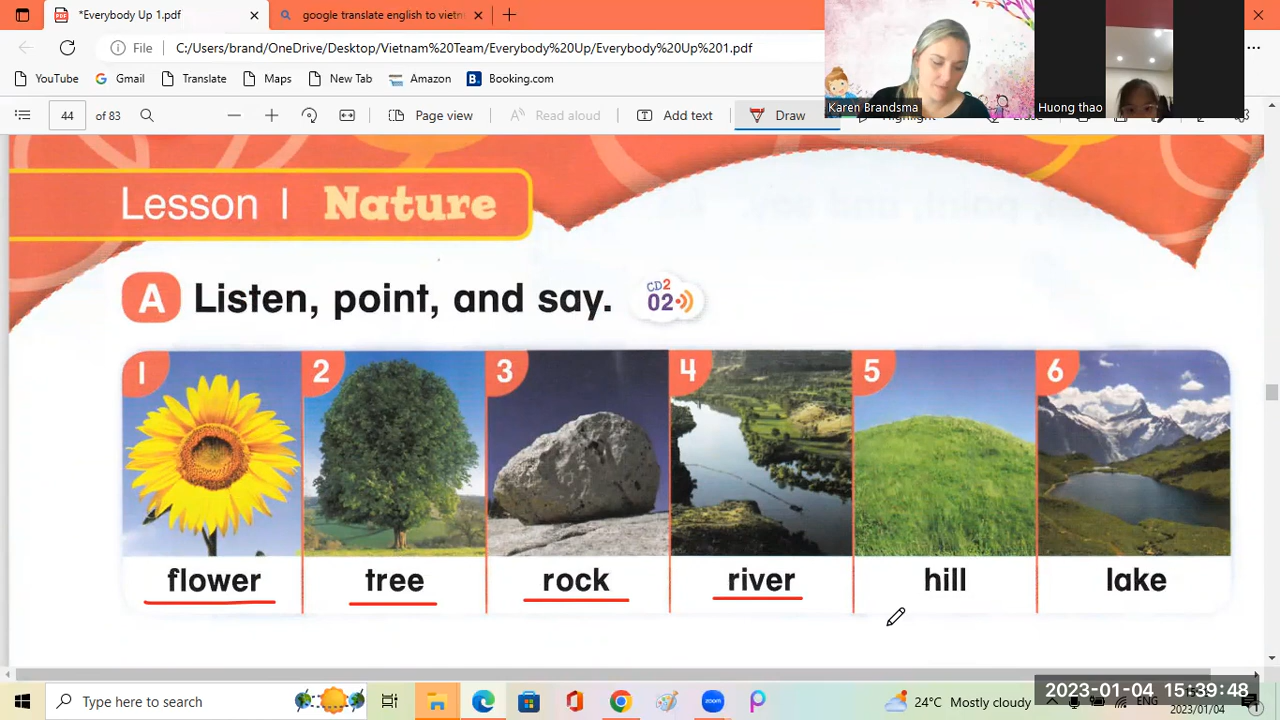 *Everybody Up 1.pdf
google translate english to vietn
File
C:/Users/brand/OneDrive/Desktop/Vietnam%20Team/Everybody%20Up/Everybody%20Up%201.pdf
YouTube
Gmail
Translate
Maps
New Tab
Amazon
B
Booking.com
44 of 83
Page view
A
Read aloud
T
Add text
Draw
Karen Brandsma
Huong thao
Lesson 1 Nature
A Listen, point, and say.
CD2
02
1
2
3
4
5
6
flower
tree
rock
river
hill
lake
Type here to search
zoom
24°C Mostly cloudy
ENG
2023-01-04 15:39:48
2023/01/04